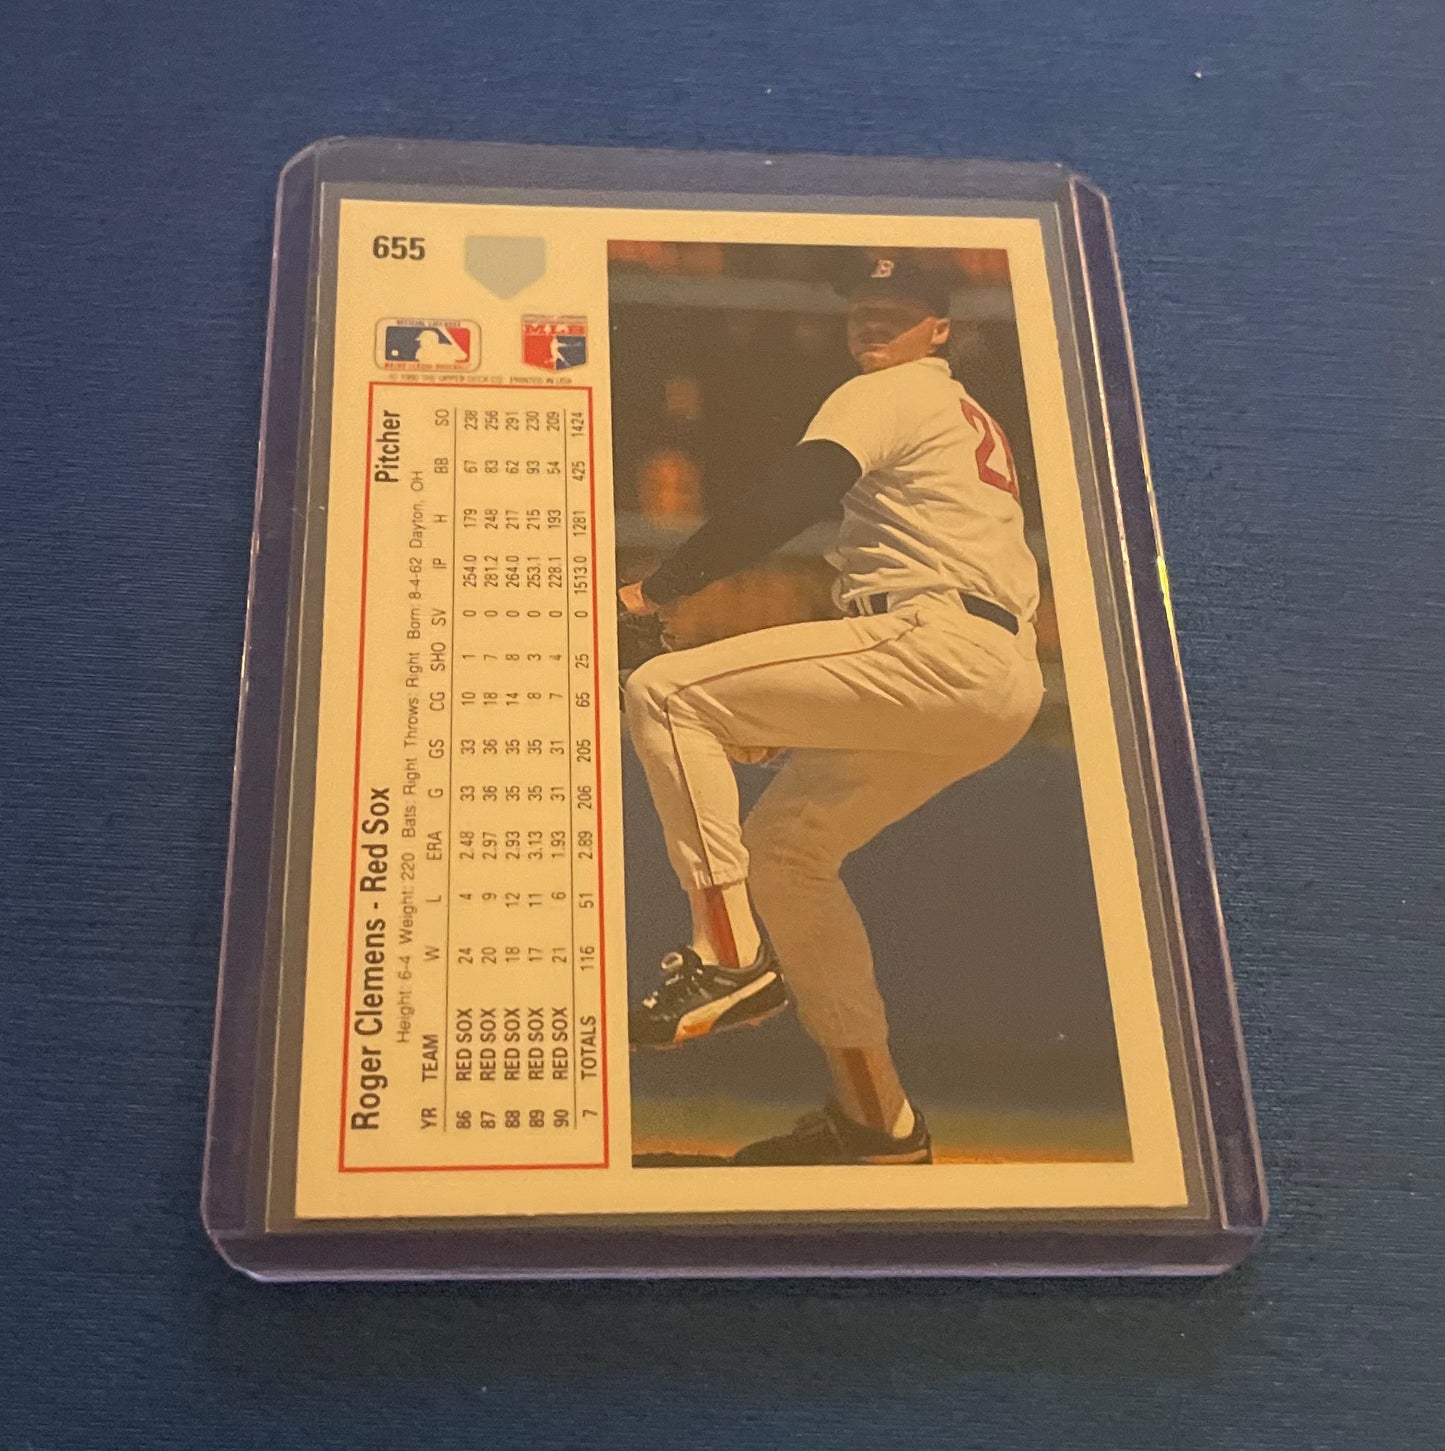 655
MLB
Roger Clemens - Red Sox Pitcher
Height: 6-4 Weight: 220 Bats: Right Throws: Right Born: 8-4-62 Dayton, OH
YR TEAM W L ERA G GS CG SHO SV IP H BB SO
86 RED SOX 24 4 2.48 33 33 10 1 0 254.0 179 67 238
87 RED SOX 20 9 2.97 36 36 18 7 0 281.2 248 83 256
88 RED SOX 18 12 2.93 35 35 14 8 0 264.0 217 62 291
89 RED SOX 17 11 3.13 35 35 8 3 0 253.1 215 93 230
90 RED SOX 21 6 1.93 31 31 7 4 0 228.1 193 54 209
7 TOTALS 116 51 2.89 206 205 65 25 0 1513.0 1281 425 1424
B
21